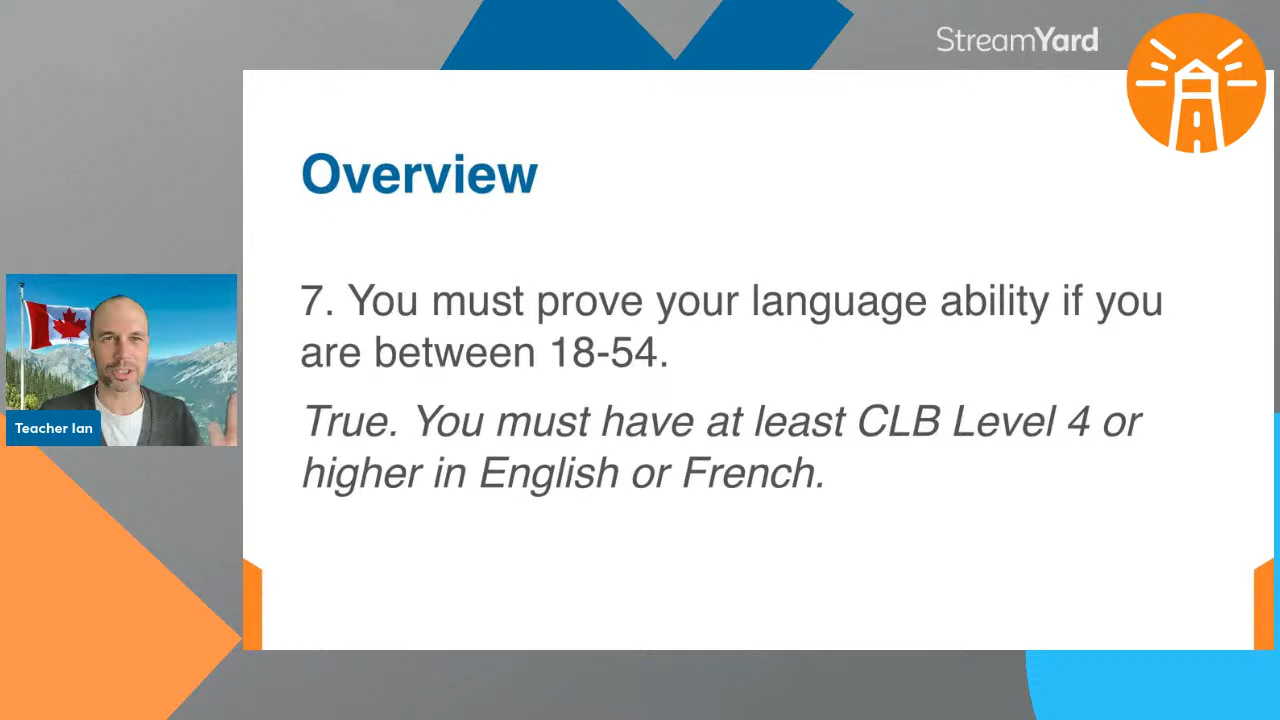 StreamYard
Overview
7. You must prove your language ability if you
are between 18-54.
True. You must have at least CLB Level 4 or
higher in English or French.
Teacher Ian